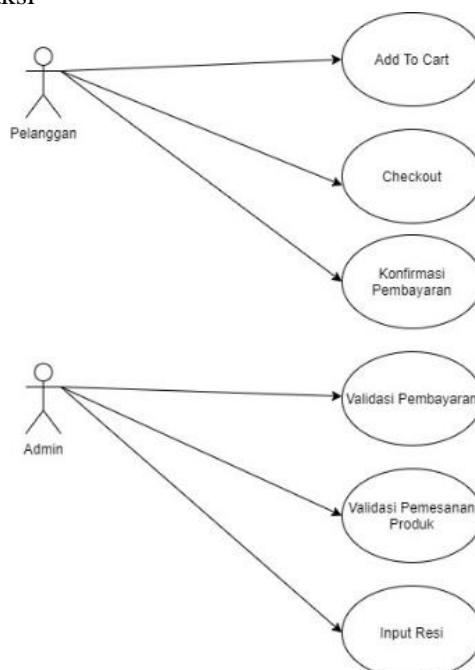 Add To Cart
Pelanggan
Checkout
Konfirmasi
Pembayaran
Validasi Pembayaran
Admin
Validasi Pemesanan
Produk
Input Resi